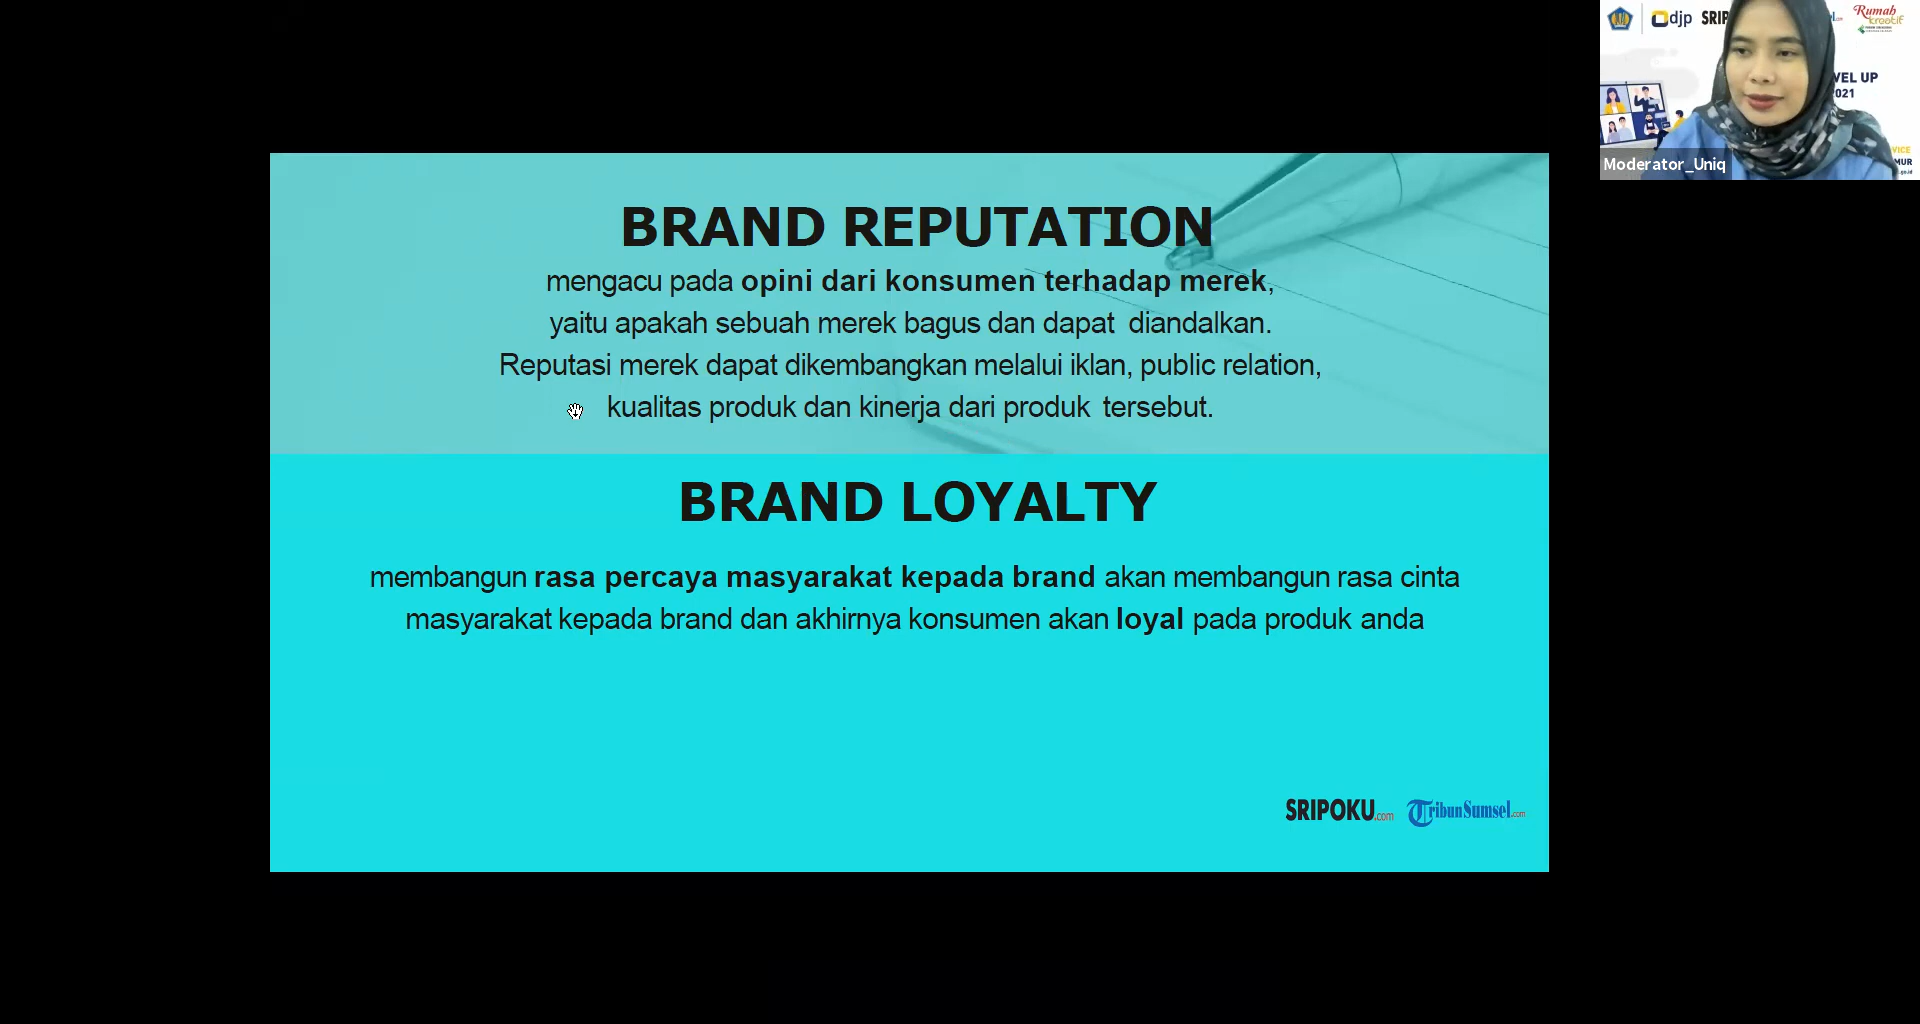 djp SRIP
Rumah
kreatif
VEL UP
021
VICE
MUR
Moderator_Uniq
BRAND REPUTATION
mengacu pada opini dari konsumen terhadap merek,
yaitu apakah sebuah merek bagus dan dapat diandalkan.
Reputasi merek dapat dikembangkan melalui iklan, public relation,
kualitas produk dan kinerja dari produk tersebut.
BRAND LOYALTY
membangun rasa percaya masyarakat kepada brand akan membangun rasa cinta
masyarakat kepada brand dan akhirnya konsumen akan loyal pada produk anda
SRIPOKU.com TribunSumsel.com